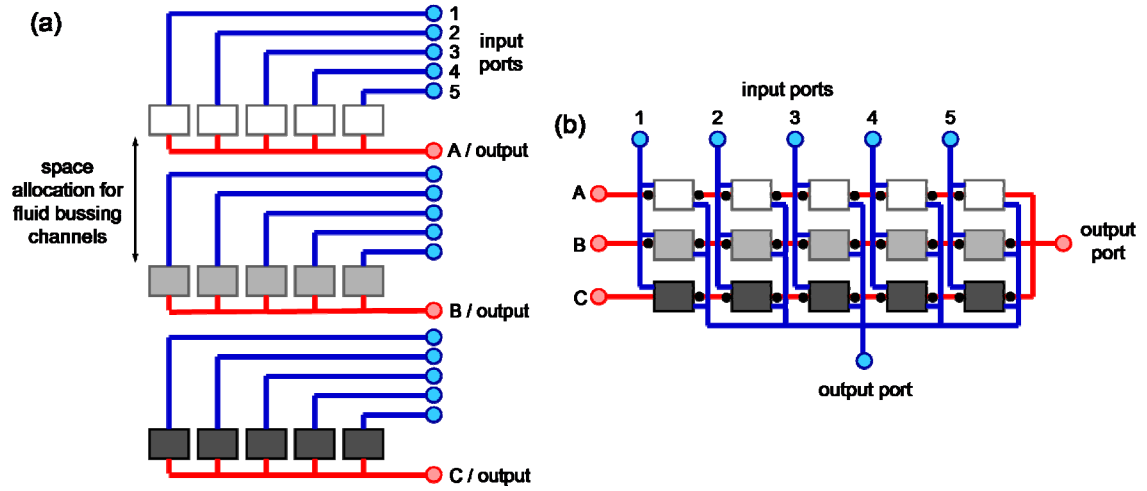 (a)
1
2
3
4
5
input
ports
A / output
space
allocation for
fluid bussing
channels
B / output
C / output
(b)
input ports
1 2 3 4 5
A
B
C
output
port
output port